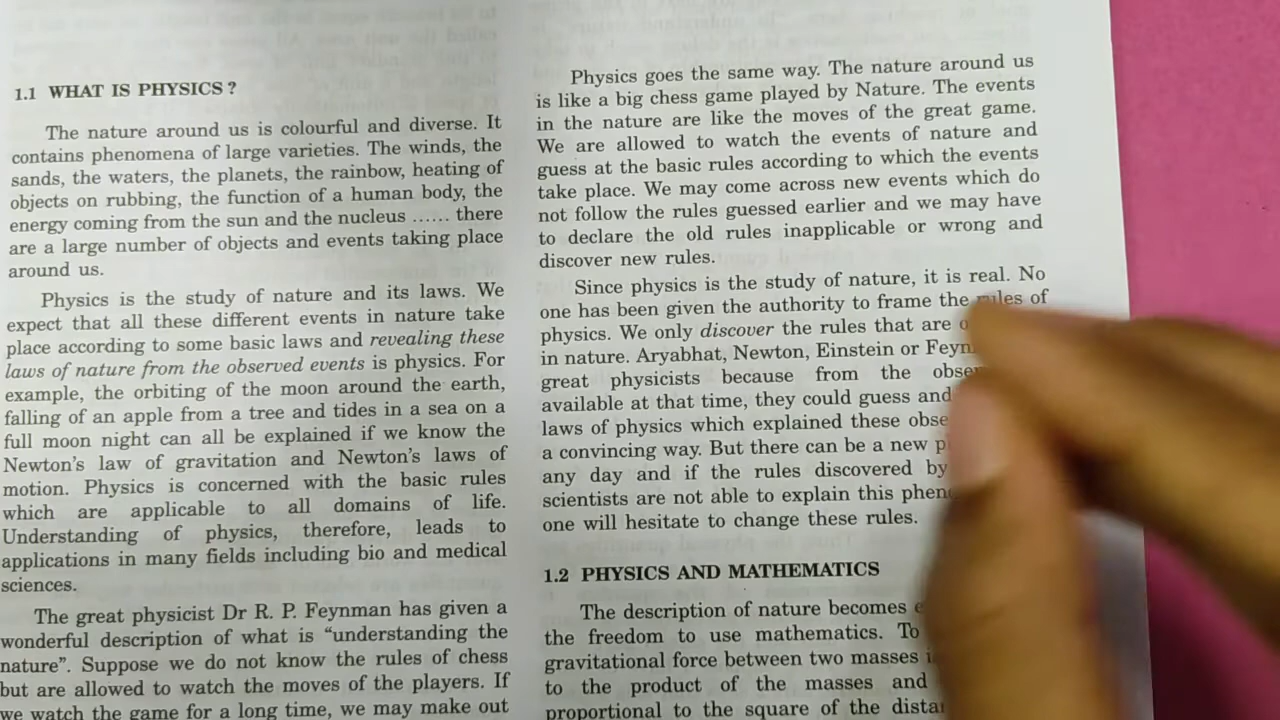 1.1 WHAT IS PHYSICS ?
The nature around us is colourful and diverse. It
contains phenomena of large varieties. The winds, the
sands, the waters, the planets, the rainbow, heating of
objects on rubbing, the function of a human body, the
energy coming from the sun and the nucleus ...... there
are a large number of objects and events taking place
around us.
Physics is the study of nature and its laws. We
expect that all these different events in nature take
place according to some basic laws and revealing these
laws of nature from the observed events is physics. For
example, the orbiting of the moon around the earth,
falling of an apple from a tree and tides in a sea on a
full moon night can all be explained if we know the
Newton's law of gravitation and Newton's laws of
motion. Physics is concerned with the basic rules
which are applicable to all domains of life.
Understanding of physics, therefore, leads to
applications in many fields including bio and medical
sciences.
The great physicist Dr R. P. Feynman has given a
wonderful description of what is “understanding the
nature”. Suppose we do not know the rules of chess
but are allowed to watch the moves of the players. If
we watch the game for a long time, we may make out
Physics goes the same way. The nature around us
is like a big chess game played by Nature. The events
in the nature are like the moves of the great game.
We are allowed to watch the events of nature and
guess at the basic rules according to which the events
take place. We may come across new events which do
not follow the rules guessed earlier and we may have
to declare the old rules inapplicable or wrong and
discover new rules.
Since physics is the study of nature, it is real. No
one has been given the authority to frame the rules of
physics. We only discover the rules that are
in nature. Aryabhat, Newton, Einstein or
great physicists because from the
available at that time, they could guess and
laws of physics which explained these
a convincing way. But there can be a new
any day and if the rules discovered by
scientists are not able to explain this
one will hesitate to change these rules.
1.2 PHYSICS AND MATHEMATICS
The description of nature becomes
the freedom to use mathematics. To
gravitational force between two masses
to the product of the masses and
proportional to the square of the